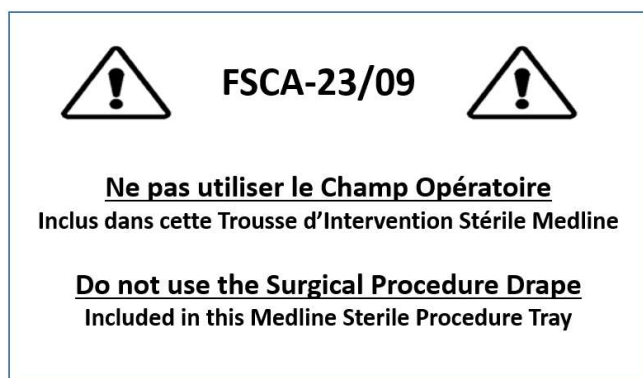 FSCA-23/09
Ne pas utiliser le Champ Opératoire
Inclus dans cette Trousse d'Intervention Stérile Medline
Do not use the Surgical Procedure Drape
Included in this Medline Sterile Procedure Tray